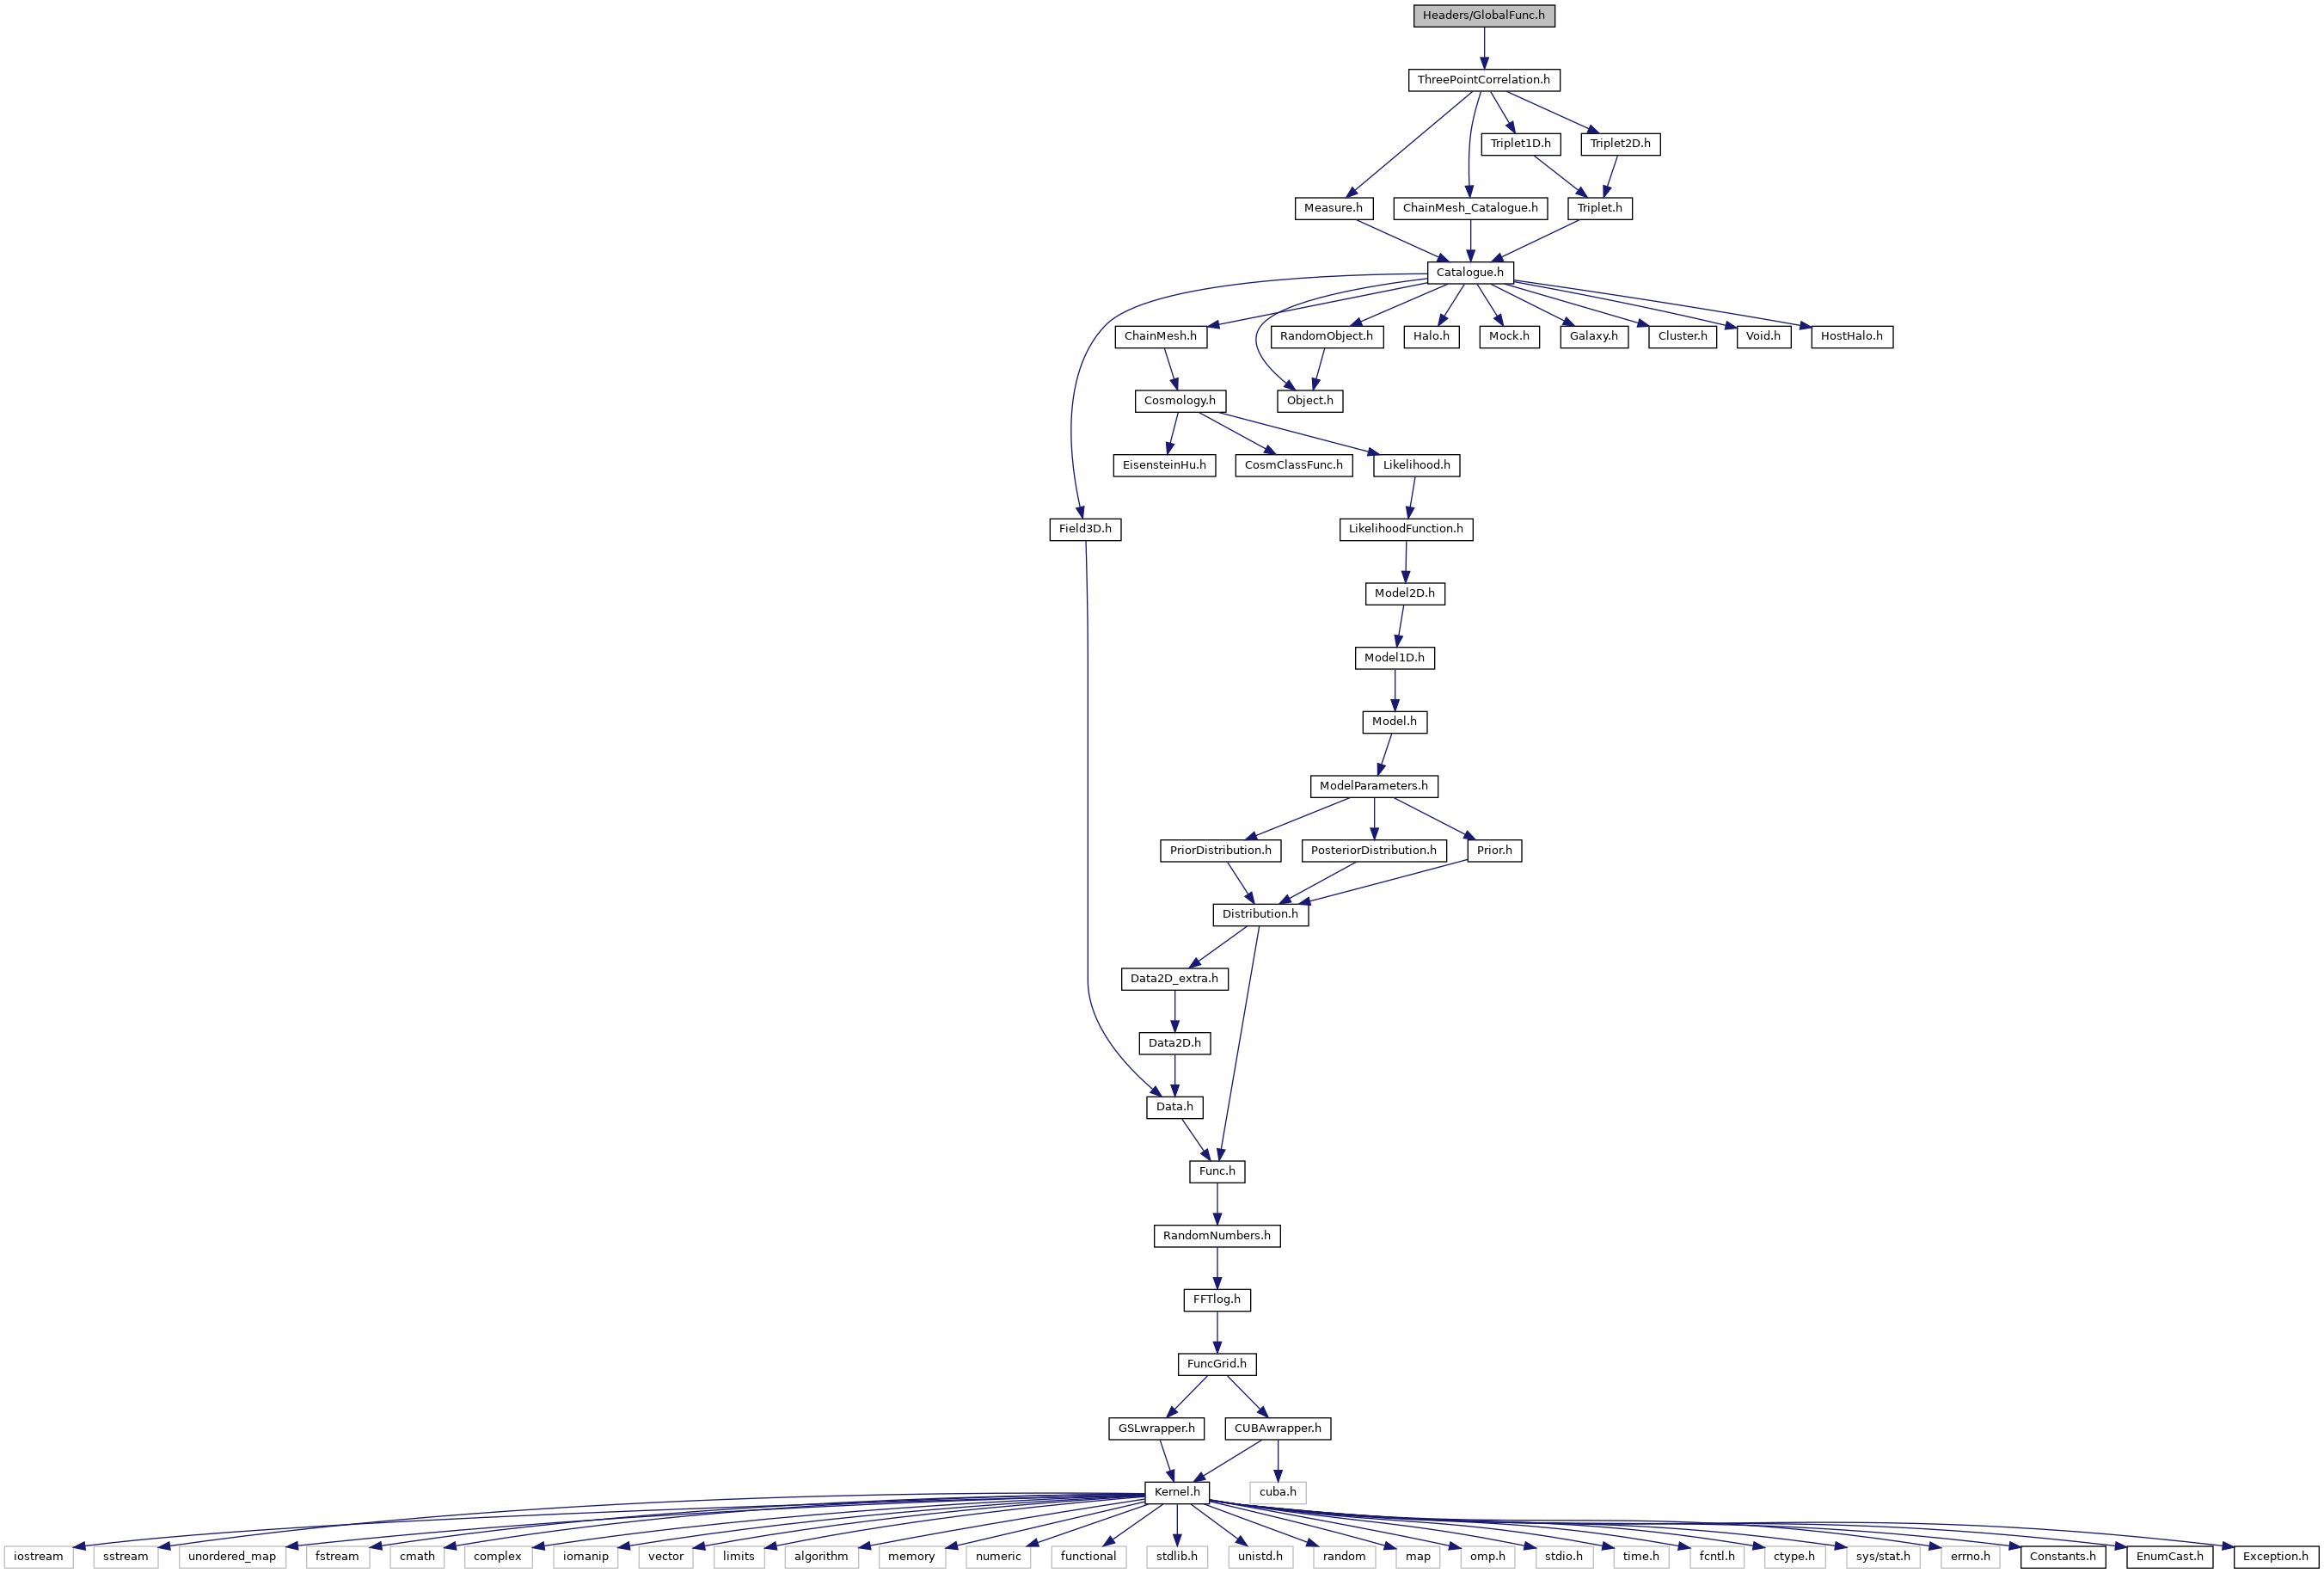 Headers/GlobalFunc.h
ThreePointCorrelation.h
Triplet1D.h
Triplet2D.h
Measure.h
ChainMesh_Catalogue.h
Triplet.h
Catalogue.h
ChainMesh.h
RandomObject.h
Halo.h
Mock.h
Galaxy.h
Cluster.h
Void.h
HostHalo.h
Cosmology.h
Object.h
EisensteinHu.h
CosmClassFunc.h
Likelihood.h
Field3D.h
LikelihoodFunction.h
Model2D.h
Model1D.h
Model.h
ModelParameters.h
PriorDistribution.h
PosteriorDistribution.h
Prior.h
Distribution.h
Data2D_extra.h
Data2D.h
Data.h
Func.h
RandomNumbers.h
FFTlog.h
FuncGrid.h
GSLwrapper.h
CUBAwrapper.h
Kernel.h
cuba.h
iostream
sstream
unordered_map
fstream
cmath
complex
iomanip
vector
limits
algorithm
memory
numeric
functional
stdlib.h
unistd.h
random
map
omp.h
stdio.h
time.h
fcntl.h
ctype.h
sys/stat.h
errno.h
Constants.h
EnumCast.h
Exception.h